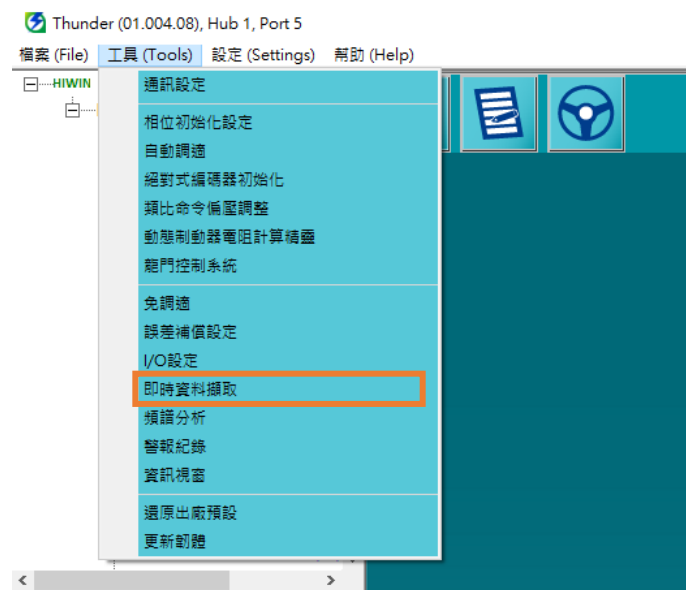 Thunder (01.004.08), Hub 1, Port 5
檔案 (File) 工具 (Tools) 設定 (Settings) 幫助 (Help)
HIWIN
通訊設定
相位初始化設定
自動調適
絕對式編碼器初始化
類比命令偏壓調整
動態制動器電阻計算精靈
龍門控制系統
免調適
誤差補償設定
I/O設定
即時資料擷取
頻譜分析
警報紀錄
資訊視窗
還原出廠預設
更新韌體